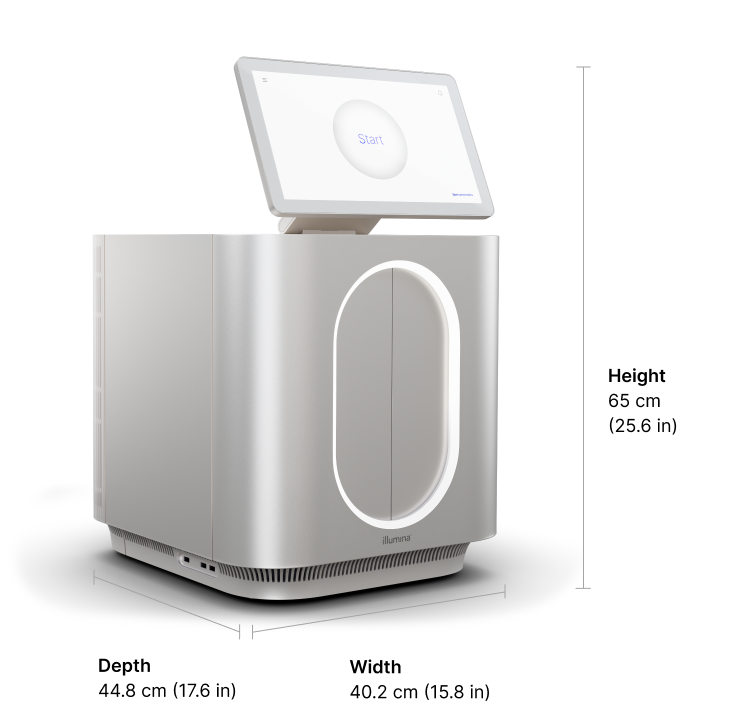 Start
Height
65 cm
(25.6 in)
illumina
Depth
44.8 cm (17.6 in)
Width
40.2 cm (15.8 in)